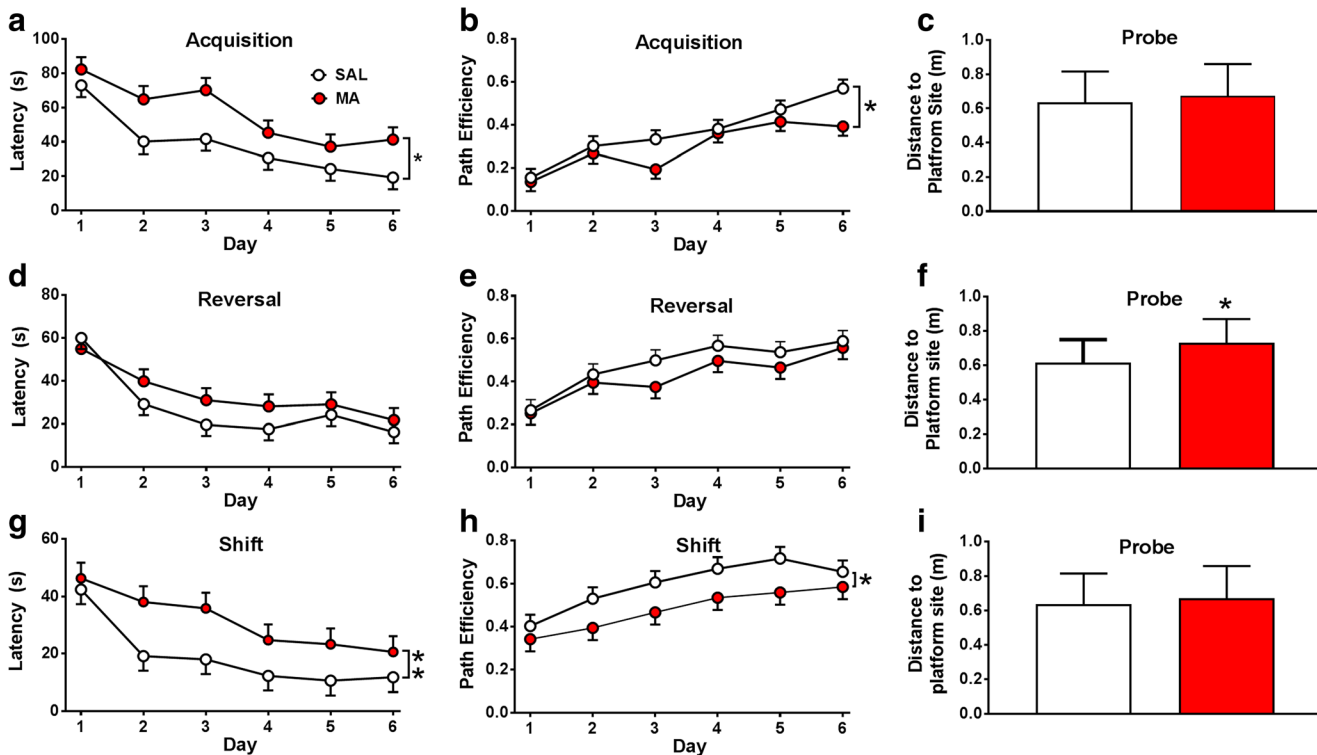 a
Acquisition
100
80
60
40
20
0
Latency (s)
SAL
MA
*
1 2 3 4 5 6
Day
b
Acquisition
0.8
0.6
0.4
0.2
0.0
Path Efficiency
*
1 2 3 4 5 6
Day
c
Probe
1.0
0.8
0.6
0.4
0.2
0.0
Distance to
Platfrom Site (m)
d
Reversal
80
60
40
20
0
Latency (s)
1 2 3 4 5 6
Day
e
Reversal
0.8
0.6
0.4
0.2
0.0
Path Efficiency
1 2 3 4 5 6
Day
f
Probe
*
1.0
0.8
0.6
0.4
0.2
0.0
Distance to
Platform site (m)
g
Shift
60
40
20
0
Latency (s)
*
*
1 2 3 4 5 6
Day
h
Shift
0.8
0.6
0.4
0.2
0.0
Path Efficiency
*
1 2 3 4 5 6
Day
i
Probe
1.0
0.8
0.6
0.4
0.2
0.0
Distance to
platform site (m)